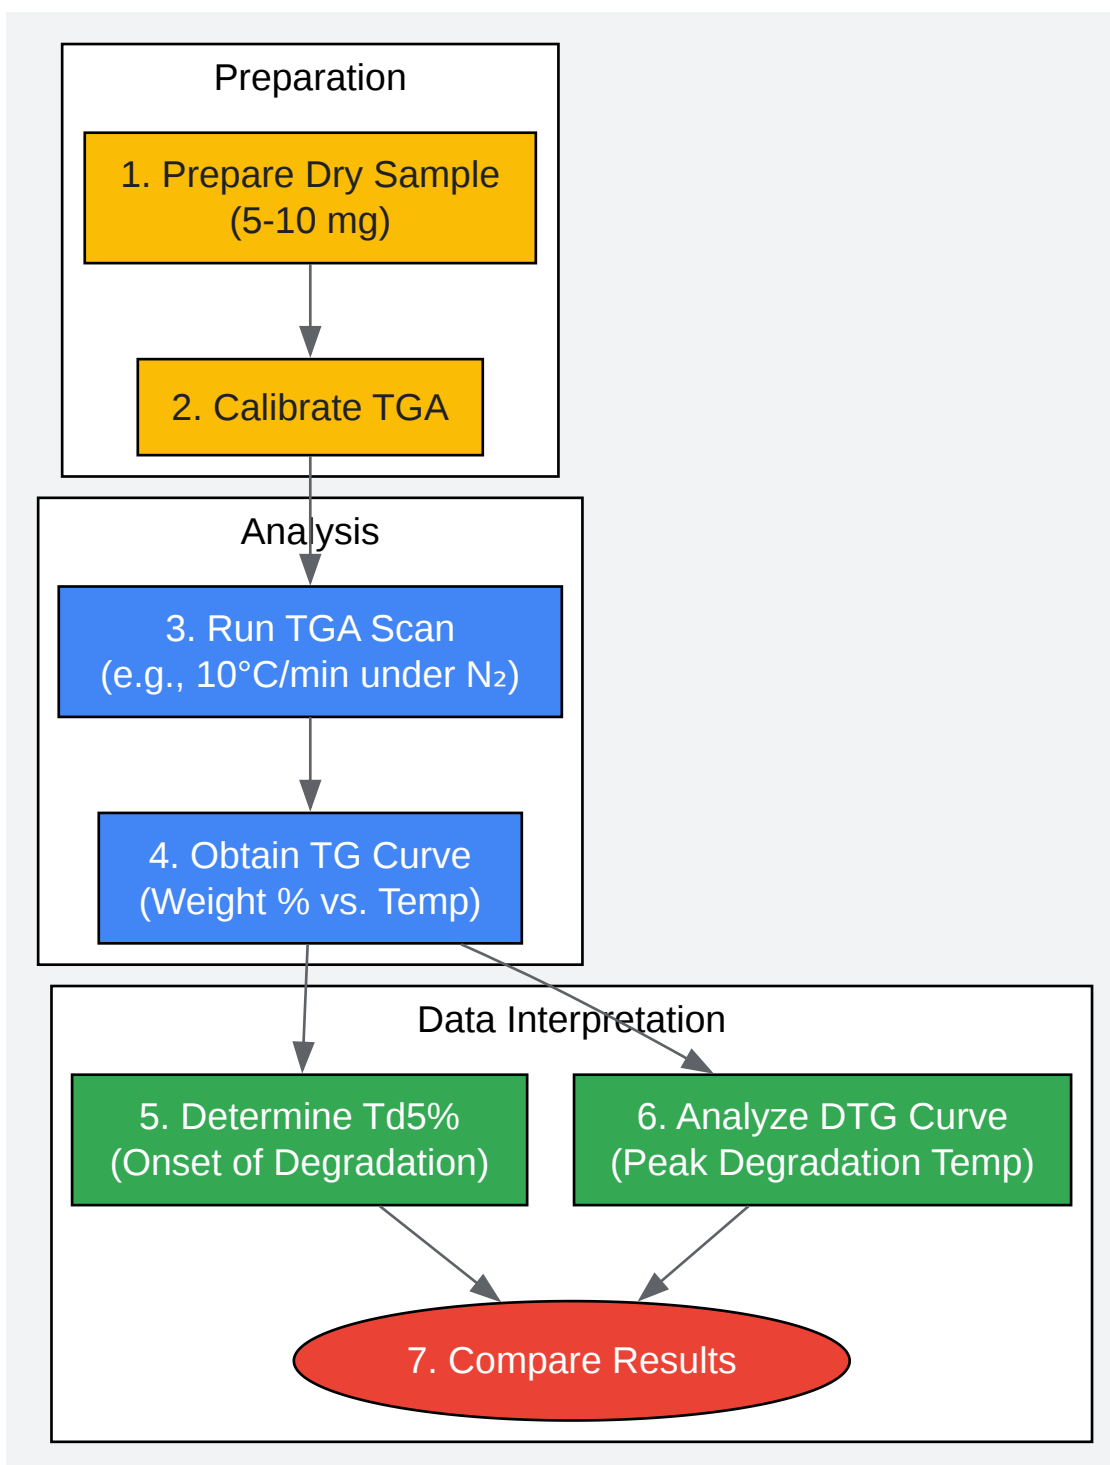 Preparation
1. Prepare Dry Sample
(5-10 mg)
2. Calibrate TGA
Analysis
3. Run TGA Scan
(e.g., 10°C/min under N₂)
4. Obtain TG Curve
(Weight % vs. Temp)
Data Interpretation
5. Determine Td5%
(Onset of Degradation)
6. Analyze DTG Curve
(Peak Degradation Temp)
7. Compare Results